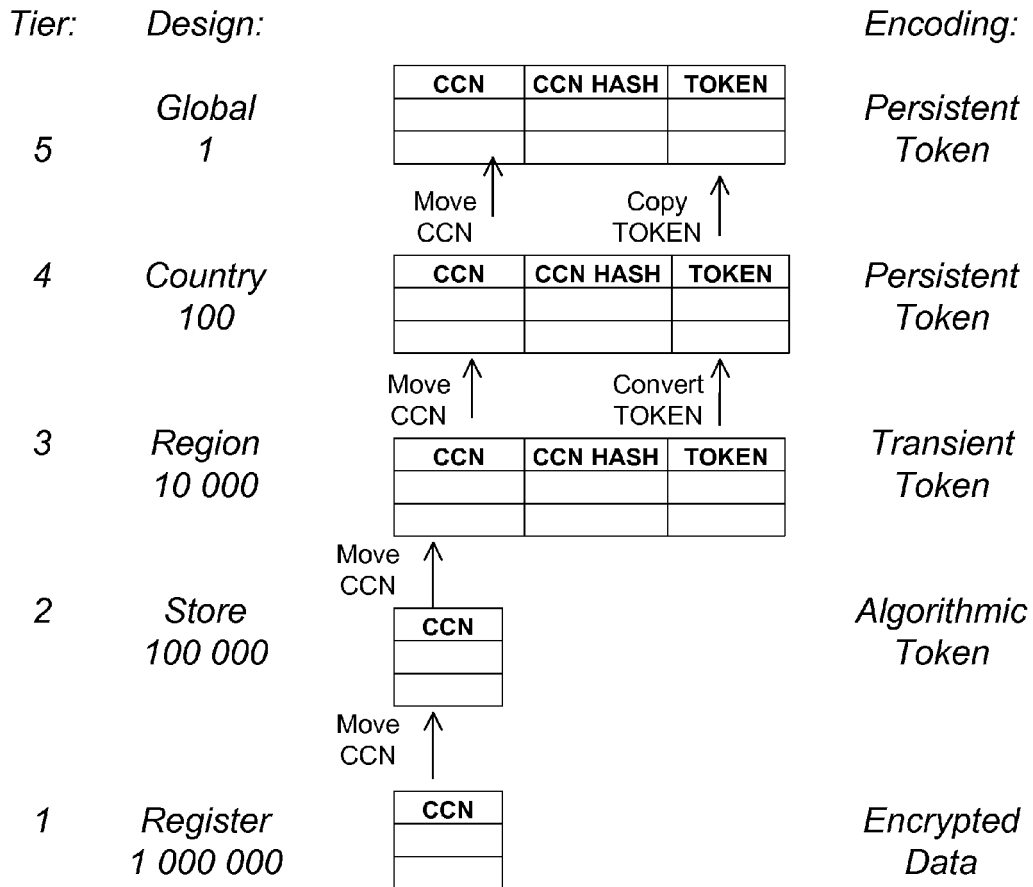 Tier: Design: Encoding:
CCN CCN HASH TOKEN
Global Persistent
5 1 Token
Move Copy
CCN TOKEN
4 Country CCN CCN HASH TOKEN Persistent
100 Token
Move Convert
CCN TOKEN
3 Region CCN CCN HASH TOKEN Transient
10 000 Token
Move
CCN
2 Store CCN Algorithmic
100 000 Token
Move
CCN
1 Register CCN Encrypted
1 000 000 Data